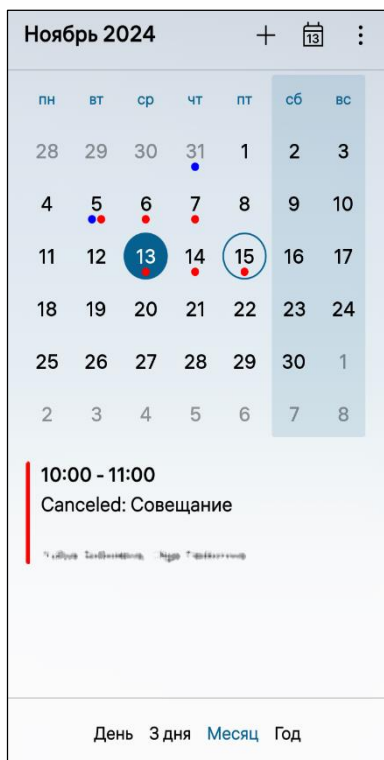 Ноябрь 2024
13
пн вт ср чт пт сб вс
28 29 30 31 1 2 3
4 5 6 7 8 9 10
11 12 13 14 15 16 17
18 19 20 21 22 23 24
25 26 27 28 29 30 1
2 3 4 5 6 7 8
10:00 - 11:00
Canceled: Совещание
День 3 дня Месяц Год